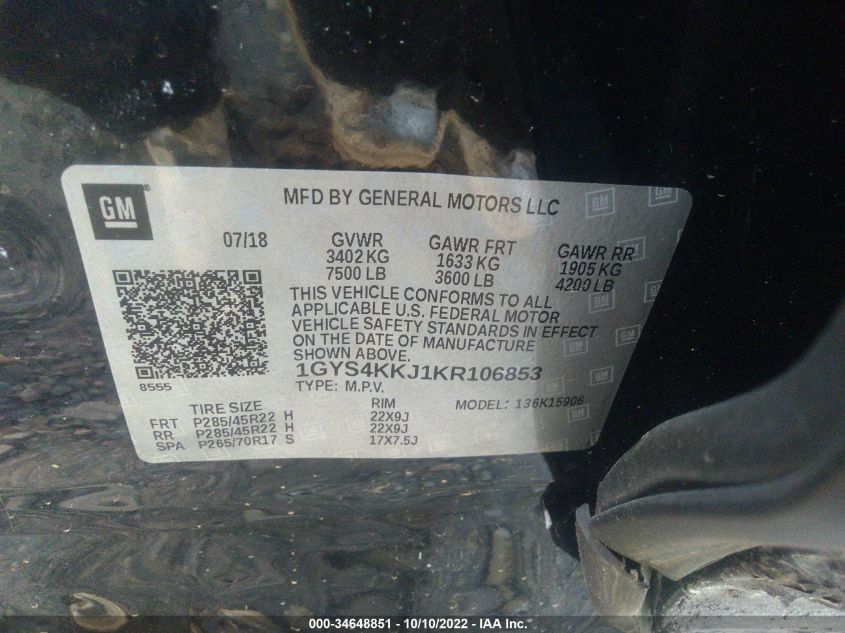 GM
MFD BY GENERAL MOTORS LLC
07/18
GVWR
3402 KG
7500 LB
GAWR FRT
1633 KG
3600 LB
GAWR RR
1905 KG
4200 LB
THIS VEHICLE CONFORMS TO ALL
APPLICABLE U.S. FEDERAL MOTOR
VEHICLE SAFETY STANDARDS IN EFFECT
ON THE DATE OF MANUFACTURE
SHOWN ABOVE.
8555
1GYS4KKJ1KR106853
TYPE: M.P.V.
MODEL: 136K15906
TIRE SIZE RIM
FRT P285/45R22 H 22X9J
RR P285/45R22 H 22X9J
SPA P265/70R17 S 17X7.5J
000-34648851 - 10/10/2022 - IAA Inc.